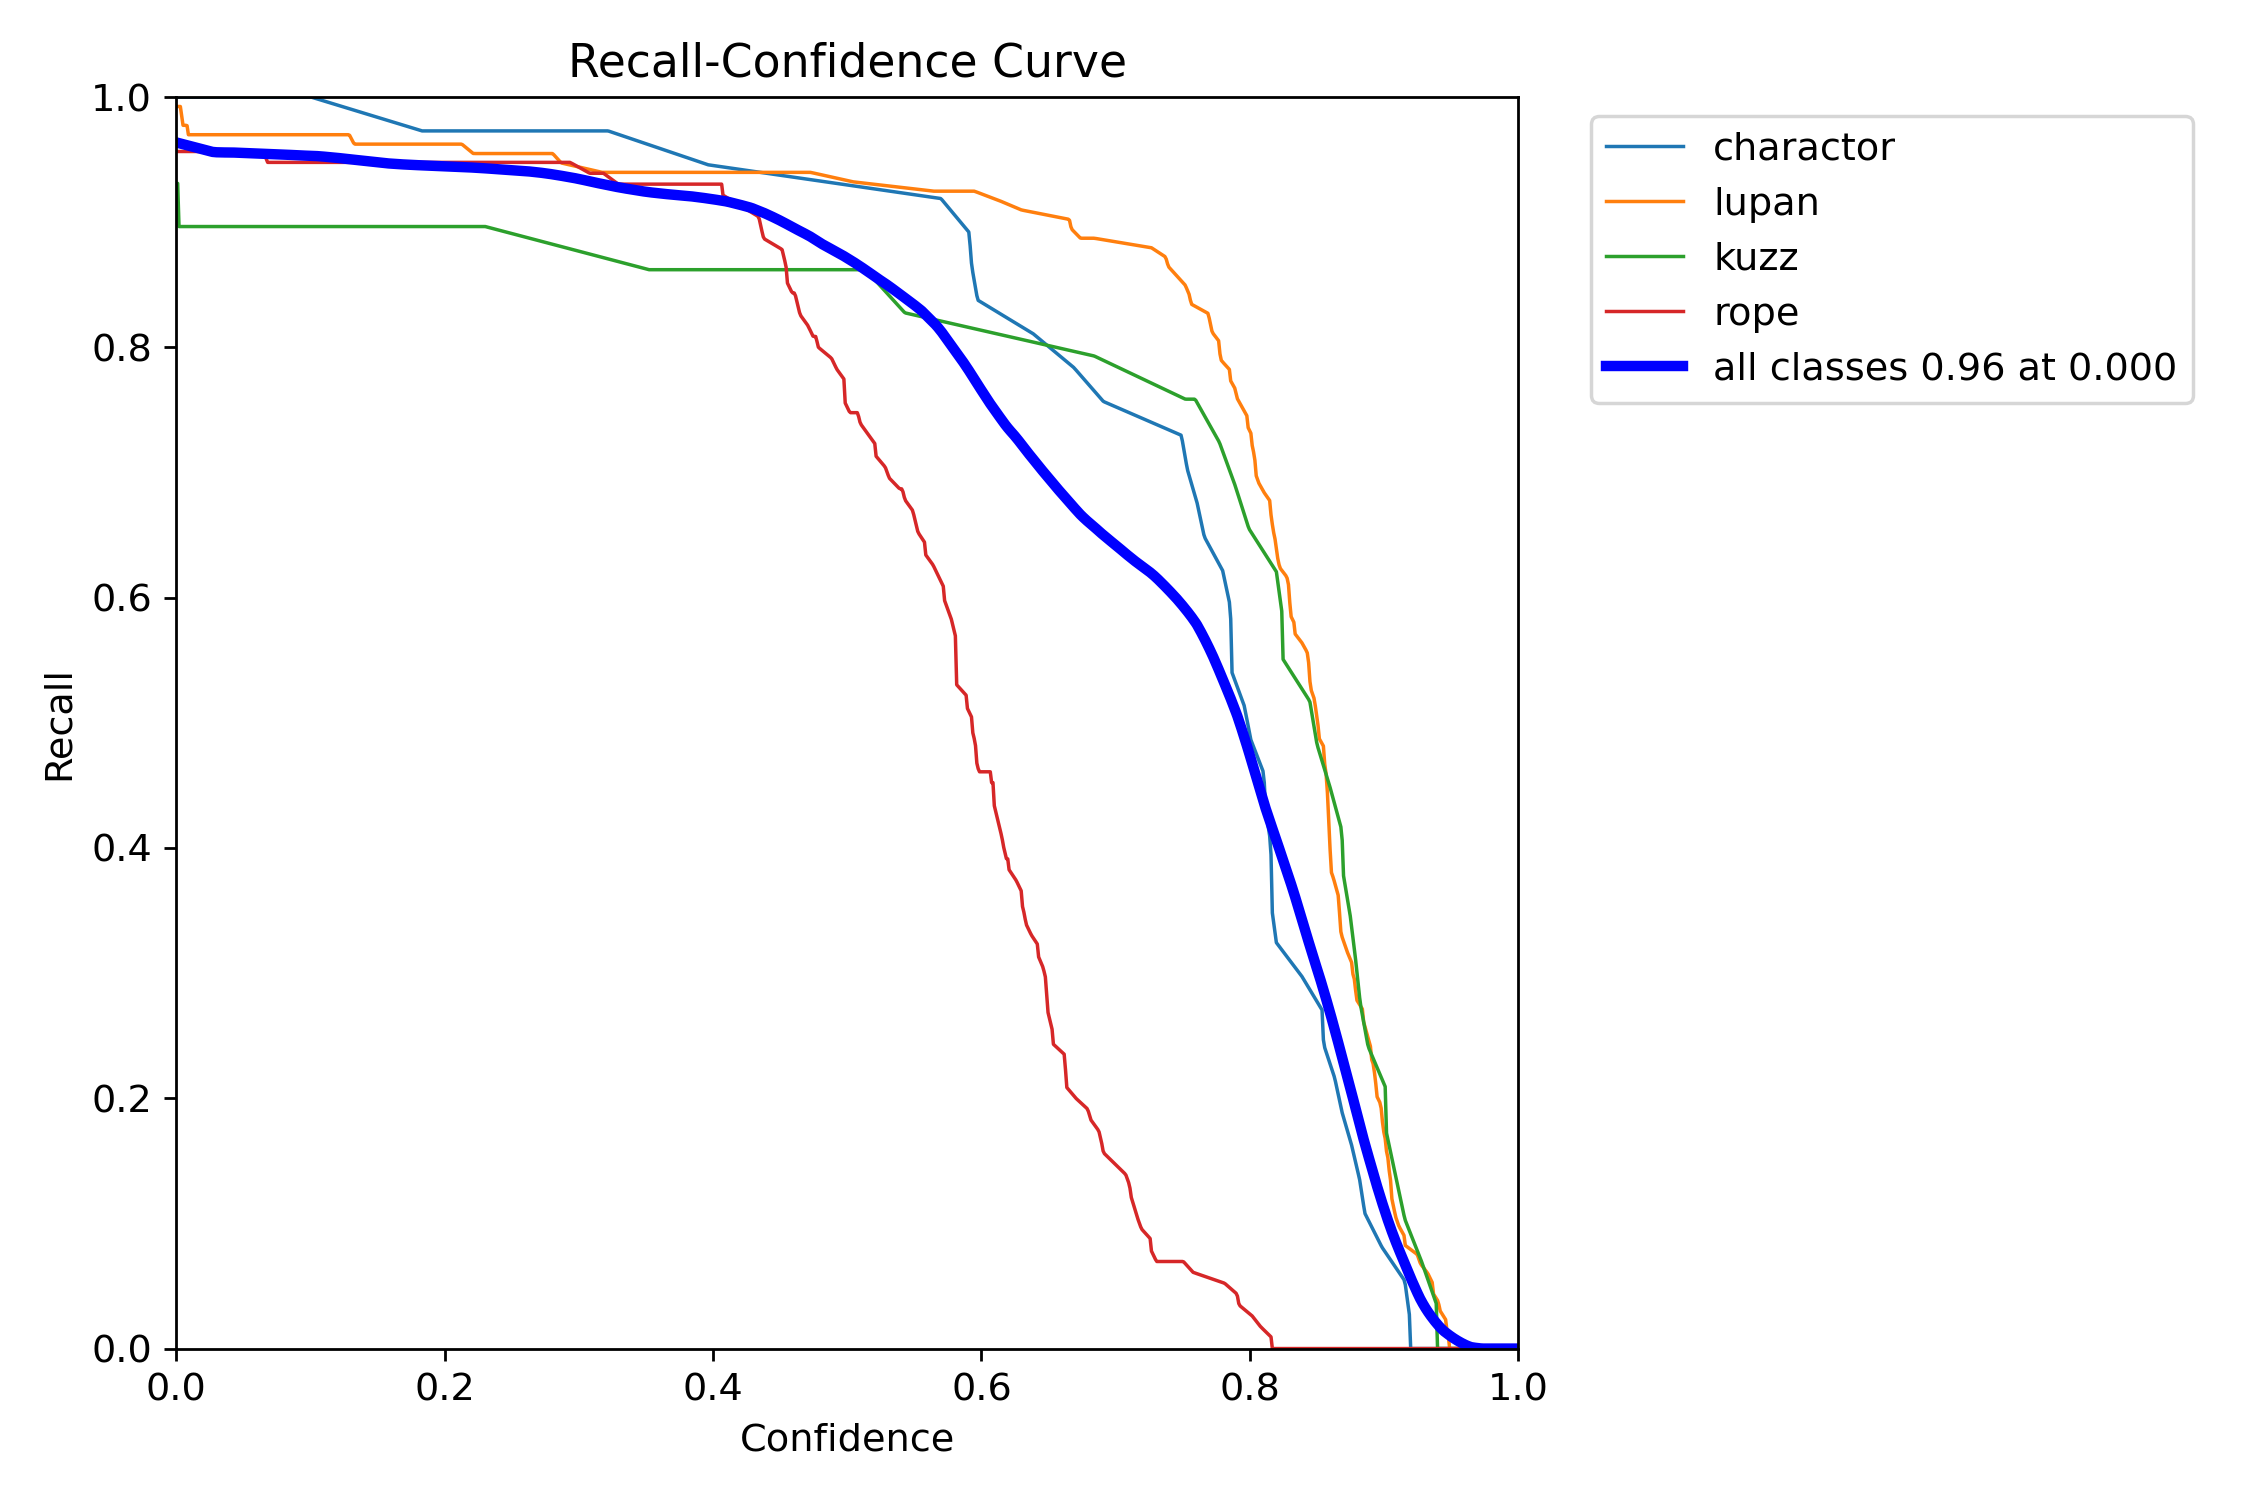 Recall-Confidence Curve
1.0
0.8
0.6
0.4
0.2
0.0
Recall
0.0 0.2 0.4 0.6 0.8 1.0
Confidence
charactor
lupan
kuzz
rope
all classes 0.96 at 0.000